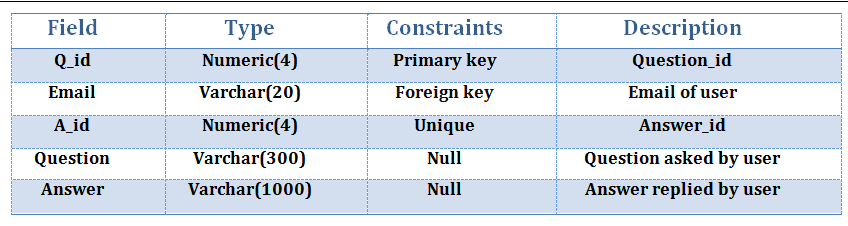 Field Type Constraints Description
Q_id Numeric(4) Primary key Question_id
Email Varchar(20) Foreign key Email of user
A_id Numeric(4) Unique Answer_id
Question Varchar(300) Null Question asked by user
Answer Varchar(1000) Null Answer replied by user